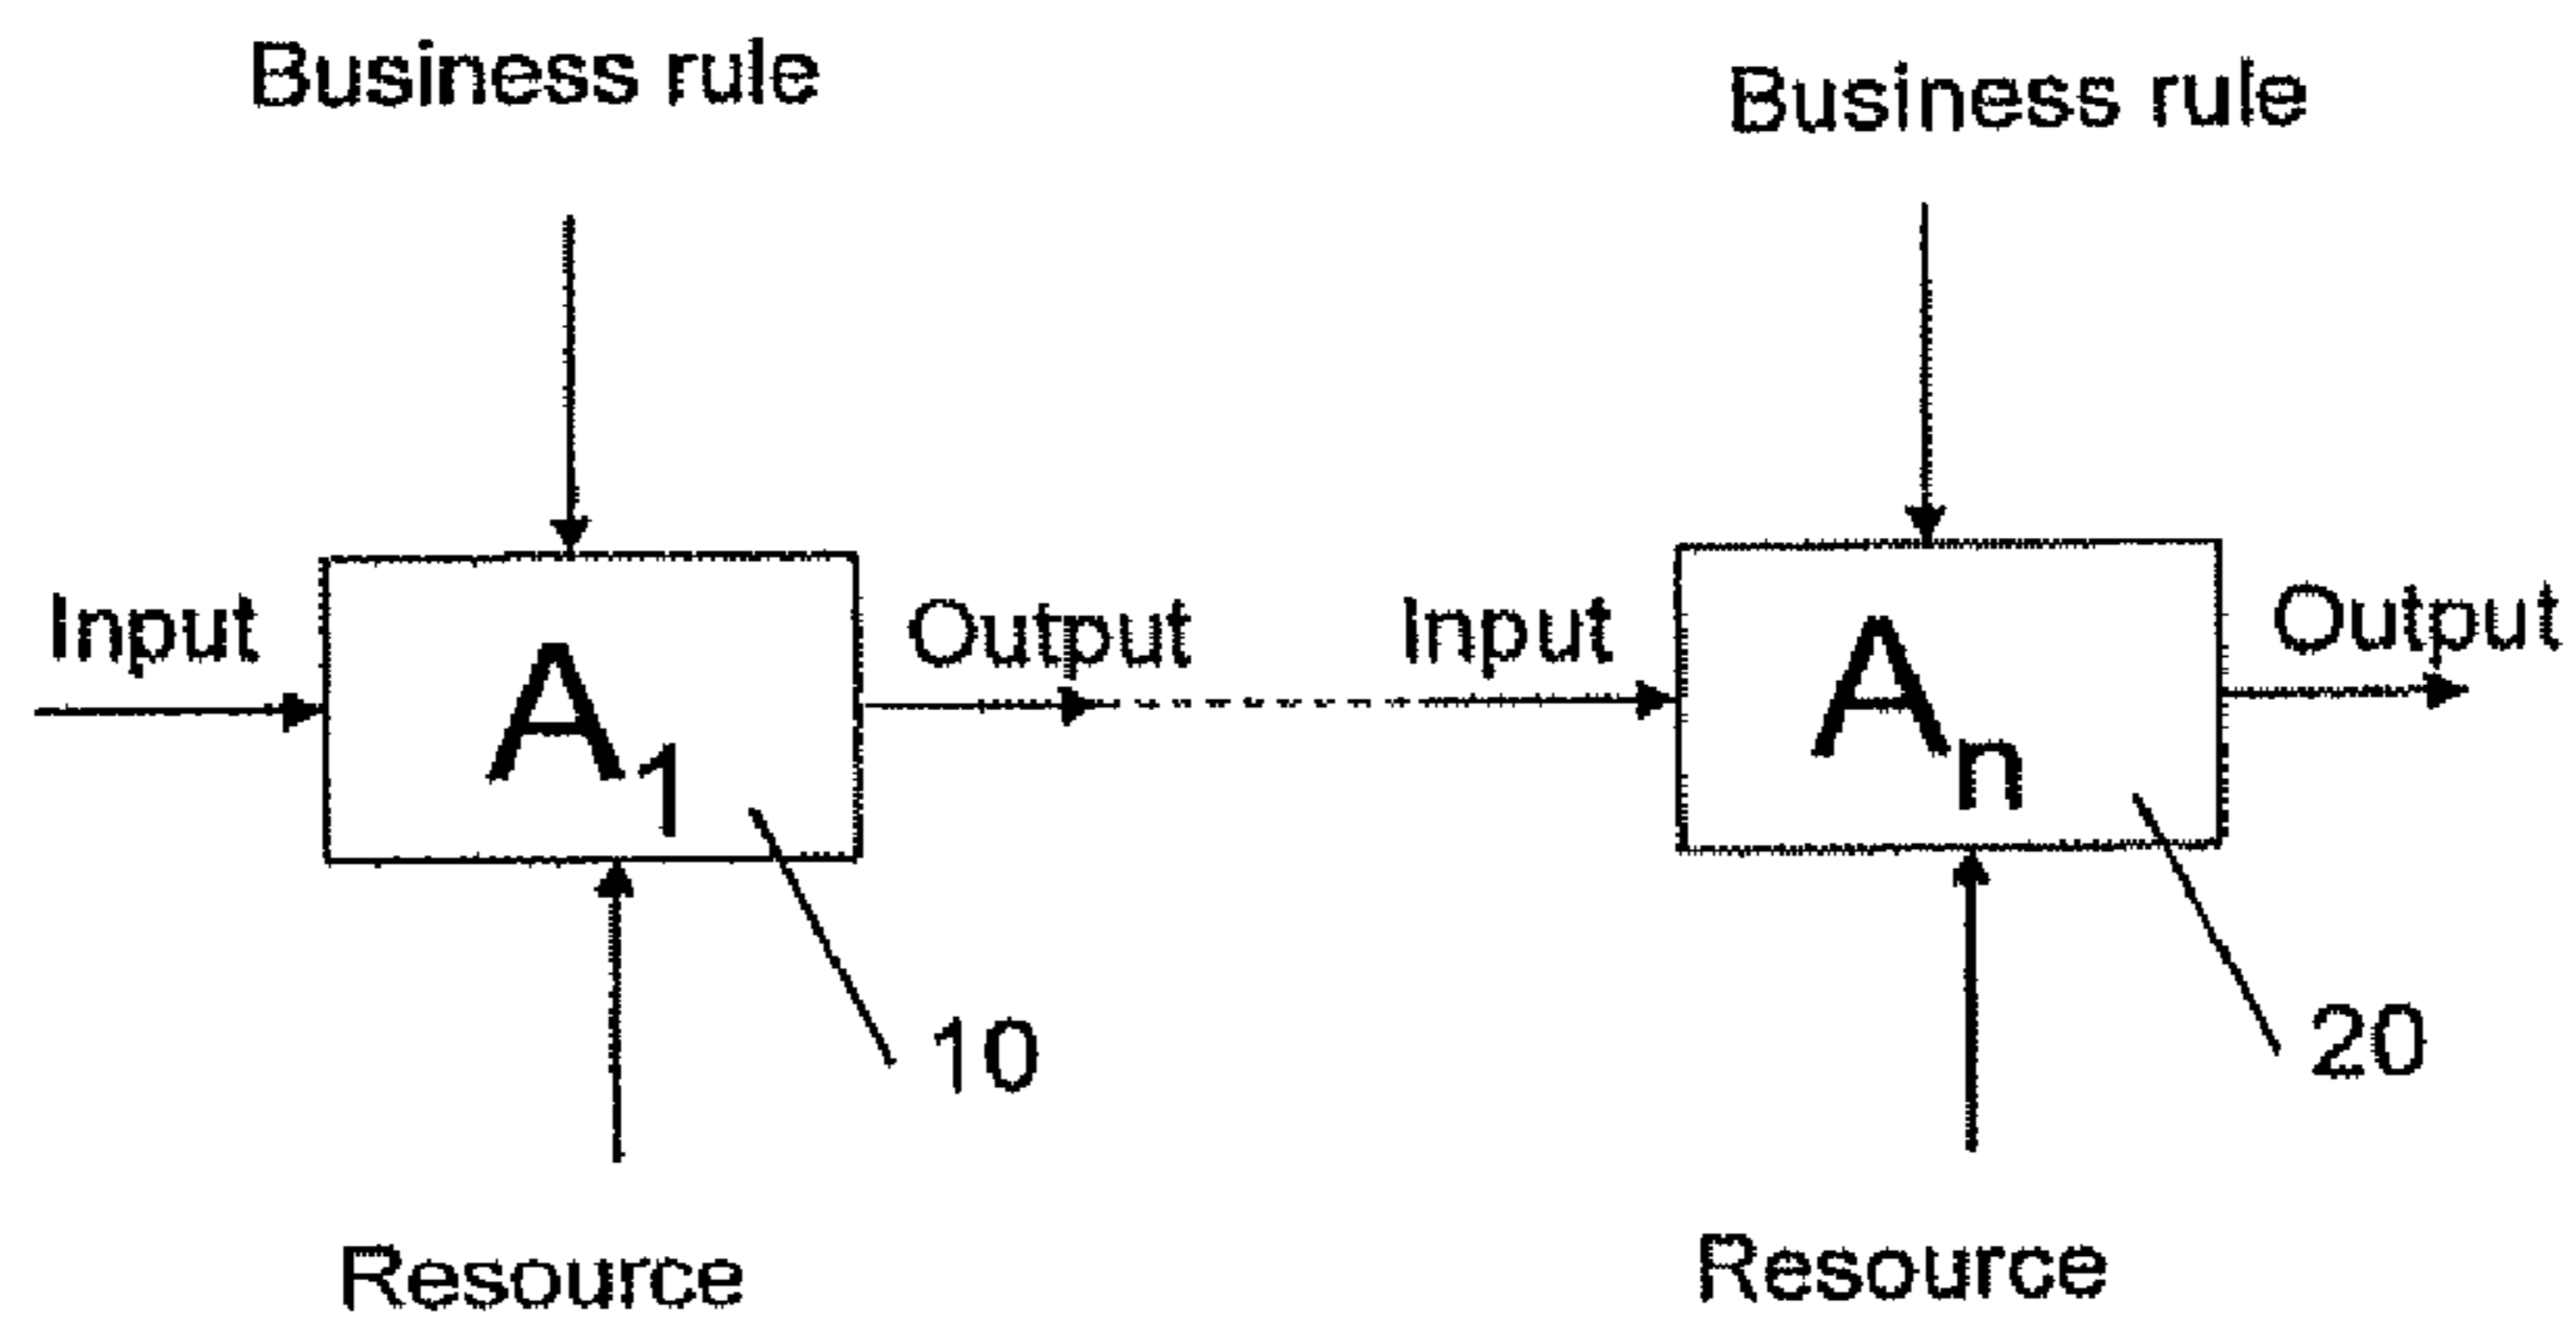 Business rule
Business rule
Input
A1
Output
Input
An
Output
10
20
Resource
Resource